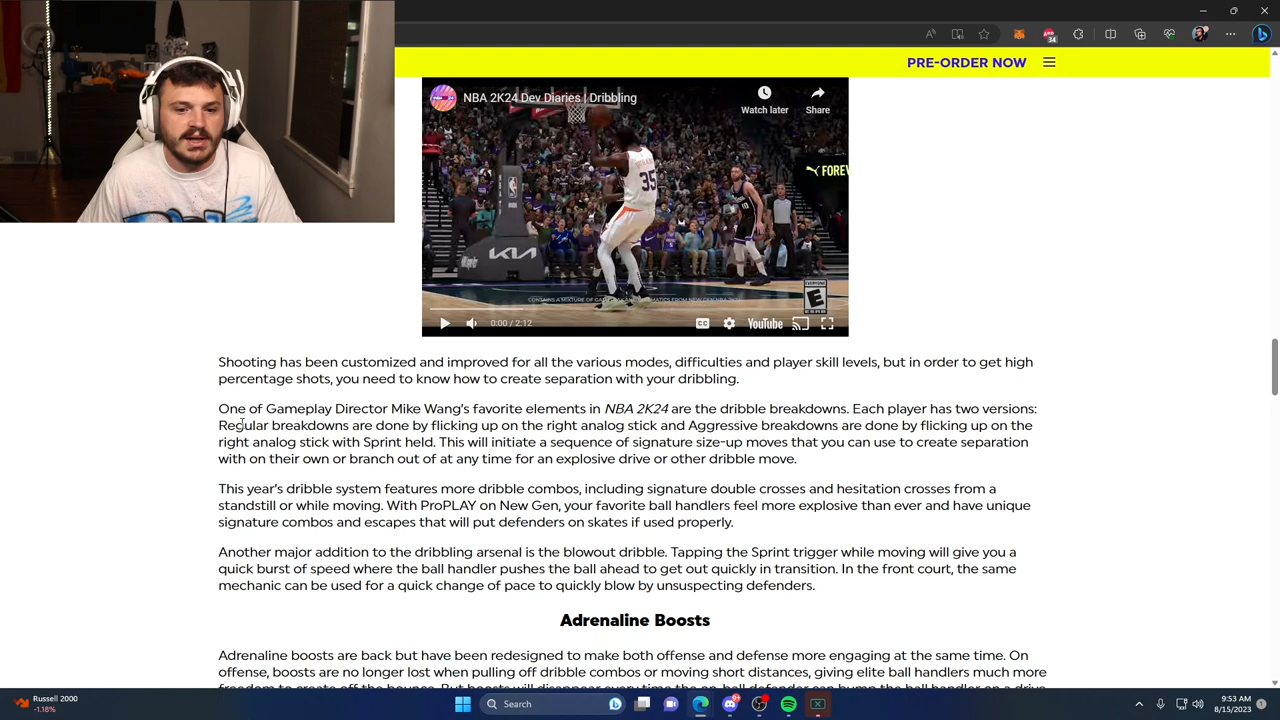 PRE-ORDER NOW
NBA 2K24 Dev Diaries | Dribbling
Watch later
Share
35
10
FOREV
KIA
EVERYONE
E
0:00 / 2:12
CC
YouTube
Shooting has been customized and improved for all the various modes, difficulties and player skill levels, but in order to get high
percentage shots, you need to know how to create separation with your dribbling.
One of Gameplay Director Mike Wang's favorite elements in NBA 2K24 are the dribble breakdowns. Each player has two versions:
Regular breakdowns are done by flicking up on the right analog stick and Aggressive breakdowns are done by flicking up on the
right analog stick with Sprint held. This will initiate a sequence of signature size-up moves that you can use to create separation
with on their own or branch out of at any time for an explosive drive or other dribble move.
This year's dribble system features more dribble combos, including signature double crosses and hesitation crosses from a
standstill or while moving. With ProPLAY on New Gen, your favorite ball handlers feel more explosive than ever and have unique
signature combos and escapes that will put defenders on skates if used properly.
Another major addition to the dribbling arsenal is the blowout dribble. Tapping the Sprint trigger while moving will give you a
quick burst of speed where the ball handler pushes the ball ahead to get out quickly in transition. In the front court, the same
mechanic can be used for a quick change of pace to quickly blow by unsuspecting defenders.
Adrenaline Boosts
Adrenaline boosts are back but have been redesigned to make both offense and defense more engaging at the same time. On
offense, boosts are no longer lost when pulling off dribble combos or moving short distances, giving elite ball handlers much more
Russell 2000
-1.18%
Search
9:53 AM
8/15/2023